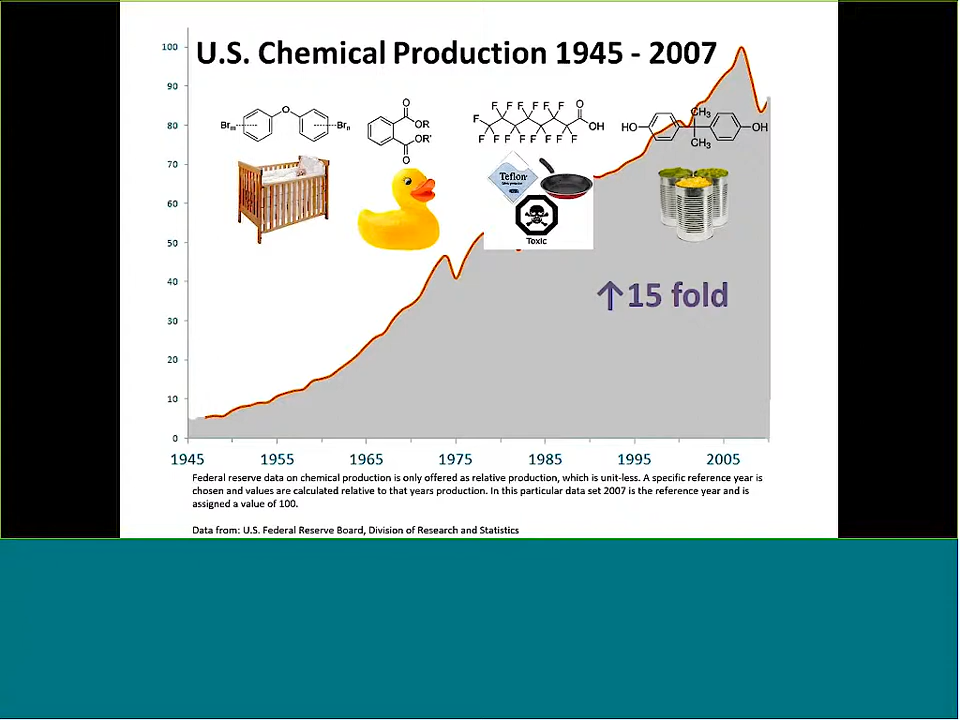 U.S. Chemical Production 1945 - 2007
100
90
80
70
60
50
40
30
20
10
0
Brm O Brn
O
OR
OR'
O
F F F F F F O
F
OH
F F F F F F F F
CH3
HO OH
CH3
Teflon
Toxic
↑15 fold
1945 1955 1965 1975 1985 1995 2005
Federal reserve data on chemical production is only offered as relative production, which is unit-less. A specific reference year is
chosen and values are calculated relative to that years production. In this particular data set 2007 is the reference year and is
assigned a value of 100.
Data from: U.S. Federal Reserve Board, Division of Research and Statistics